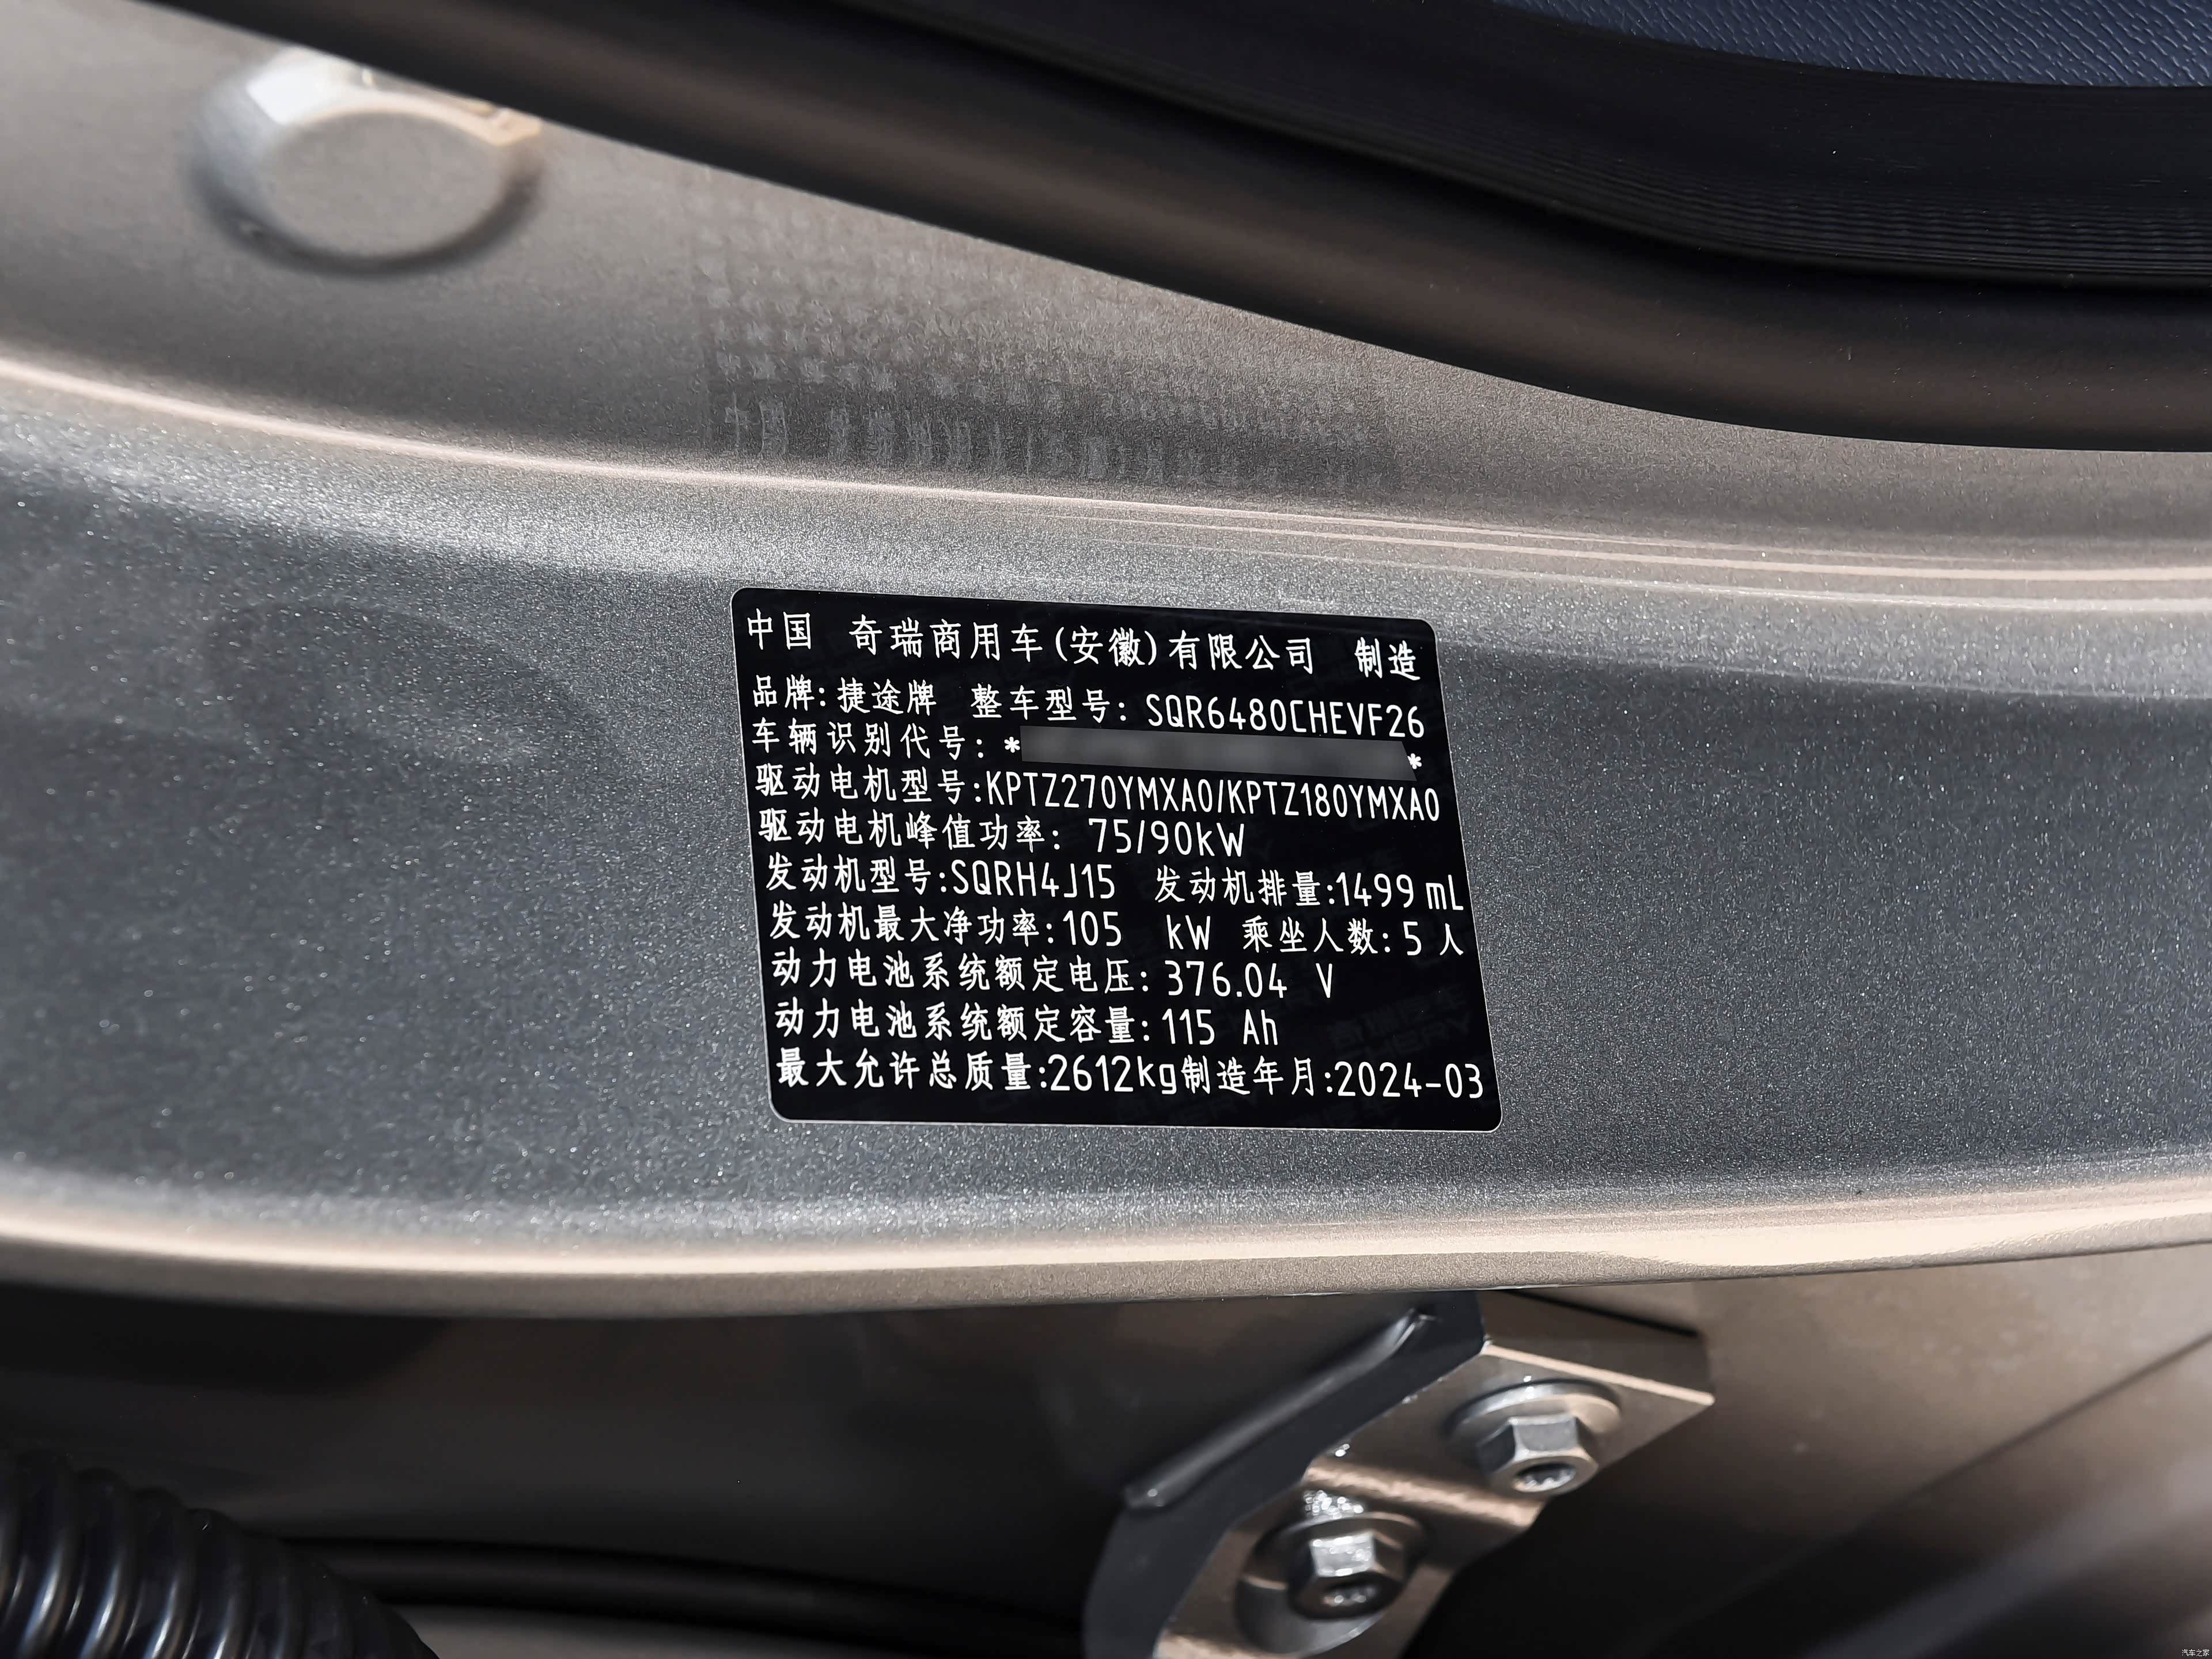 中国 奇瑞商用车(安徽)有限公司 制造
品牌:捷途牌 整车型号: SQR6480CHEVF26
车辆识别代号: * *
驱动电机型号:KPTZ270YMXA0/KPTZ180YMXA0
驱动电机峰值功率: 75/90kW
发动机型号:SQRH4J15 发动机排量:1499 mL
发动机最大净功率:105 kW 乘坐人数:5 人
动力电池系统额定电压:376.04 V
动力电池系统额定容量:115 Ah
最大允许总质量:2612kg制造年月:2024-03
汽车之家